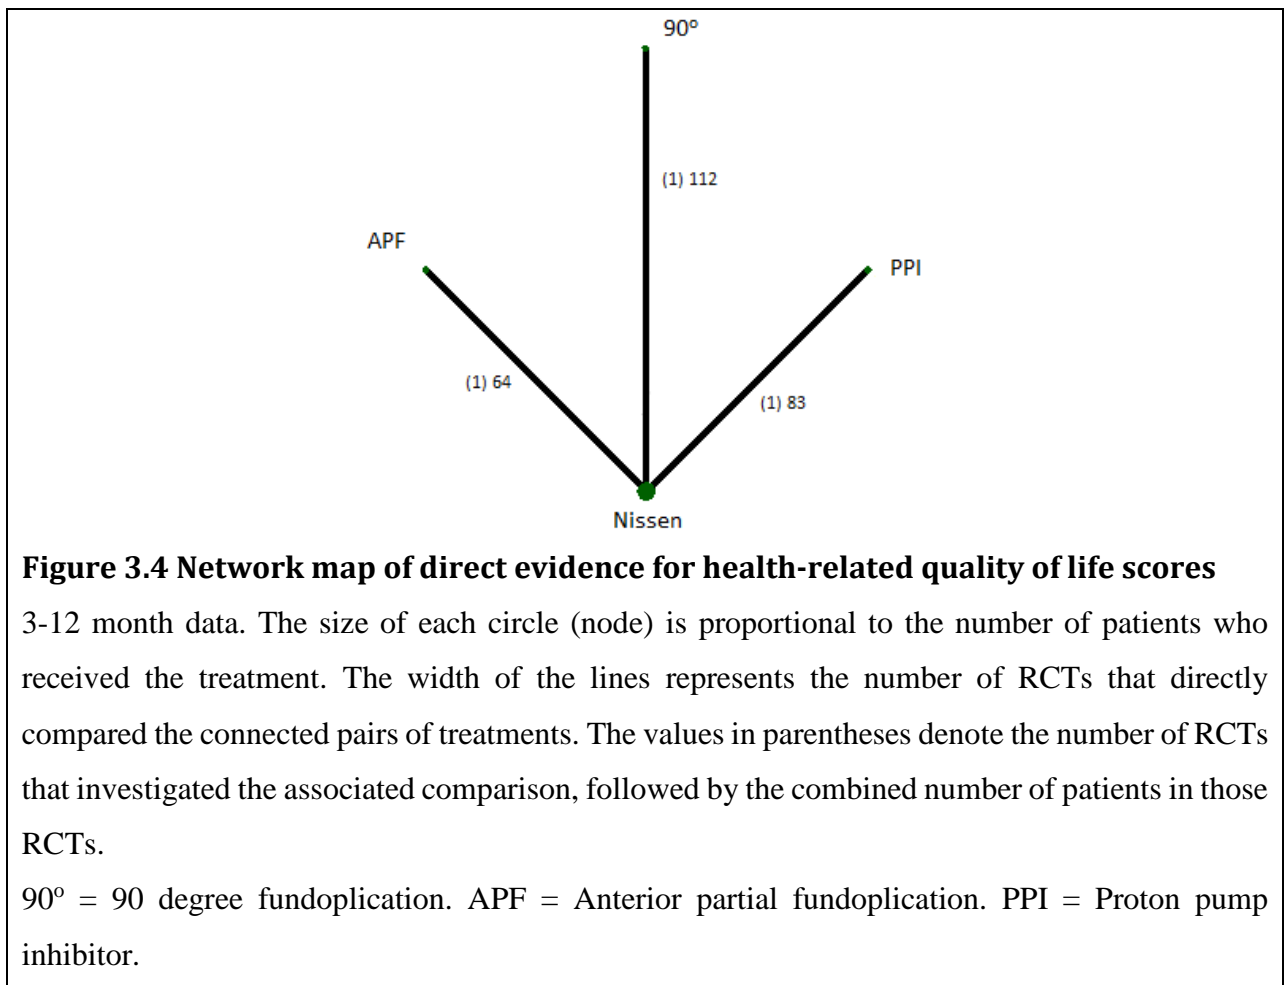 90º
(1) 112
APF
PPI
(1) 64
(1) 83
Nissen
Figure 3.4 Network map of direct evidence for health-related quality of life scores
3-12 month data. The size of each circle (node) is proportional to the number of patients who
received the treatment. The width of the lines represents the number of RCTs that directly
compared the connected pairs of treatments. The values in parentheses denote the number of RCTs
that investigated the associated comparison, followed by the combined number of patients in those
RCTs.
90º = 90 degree fundoplication. APF = Anterior partial fundoplication. PPI = Proton pump
inhibitor.